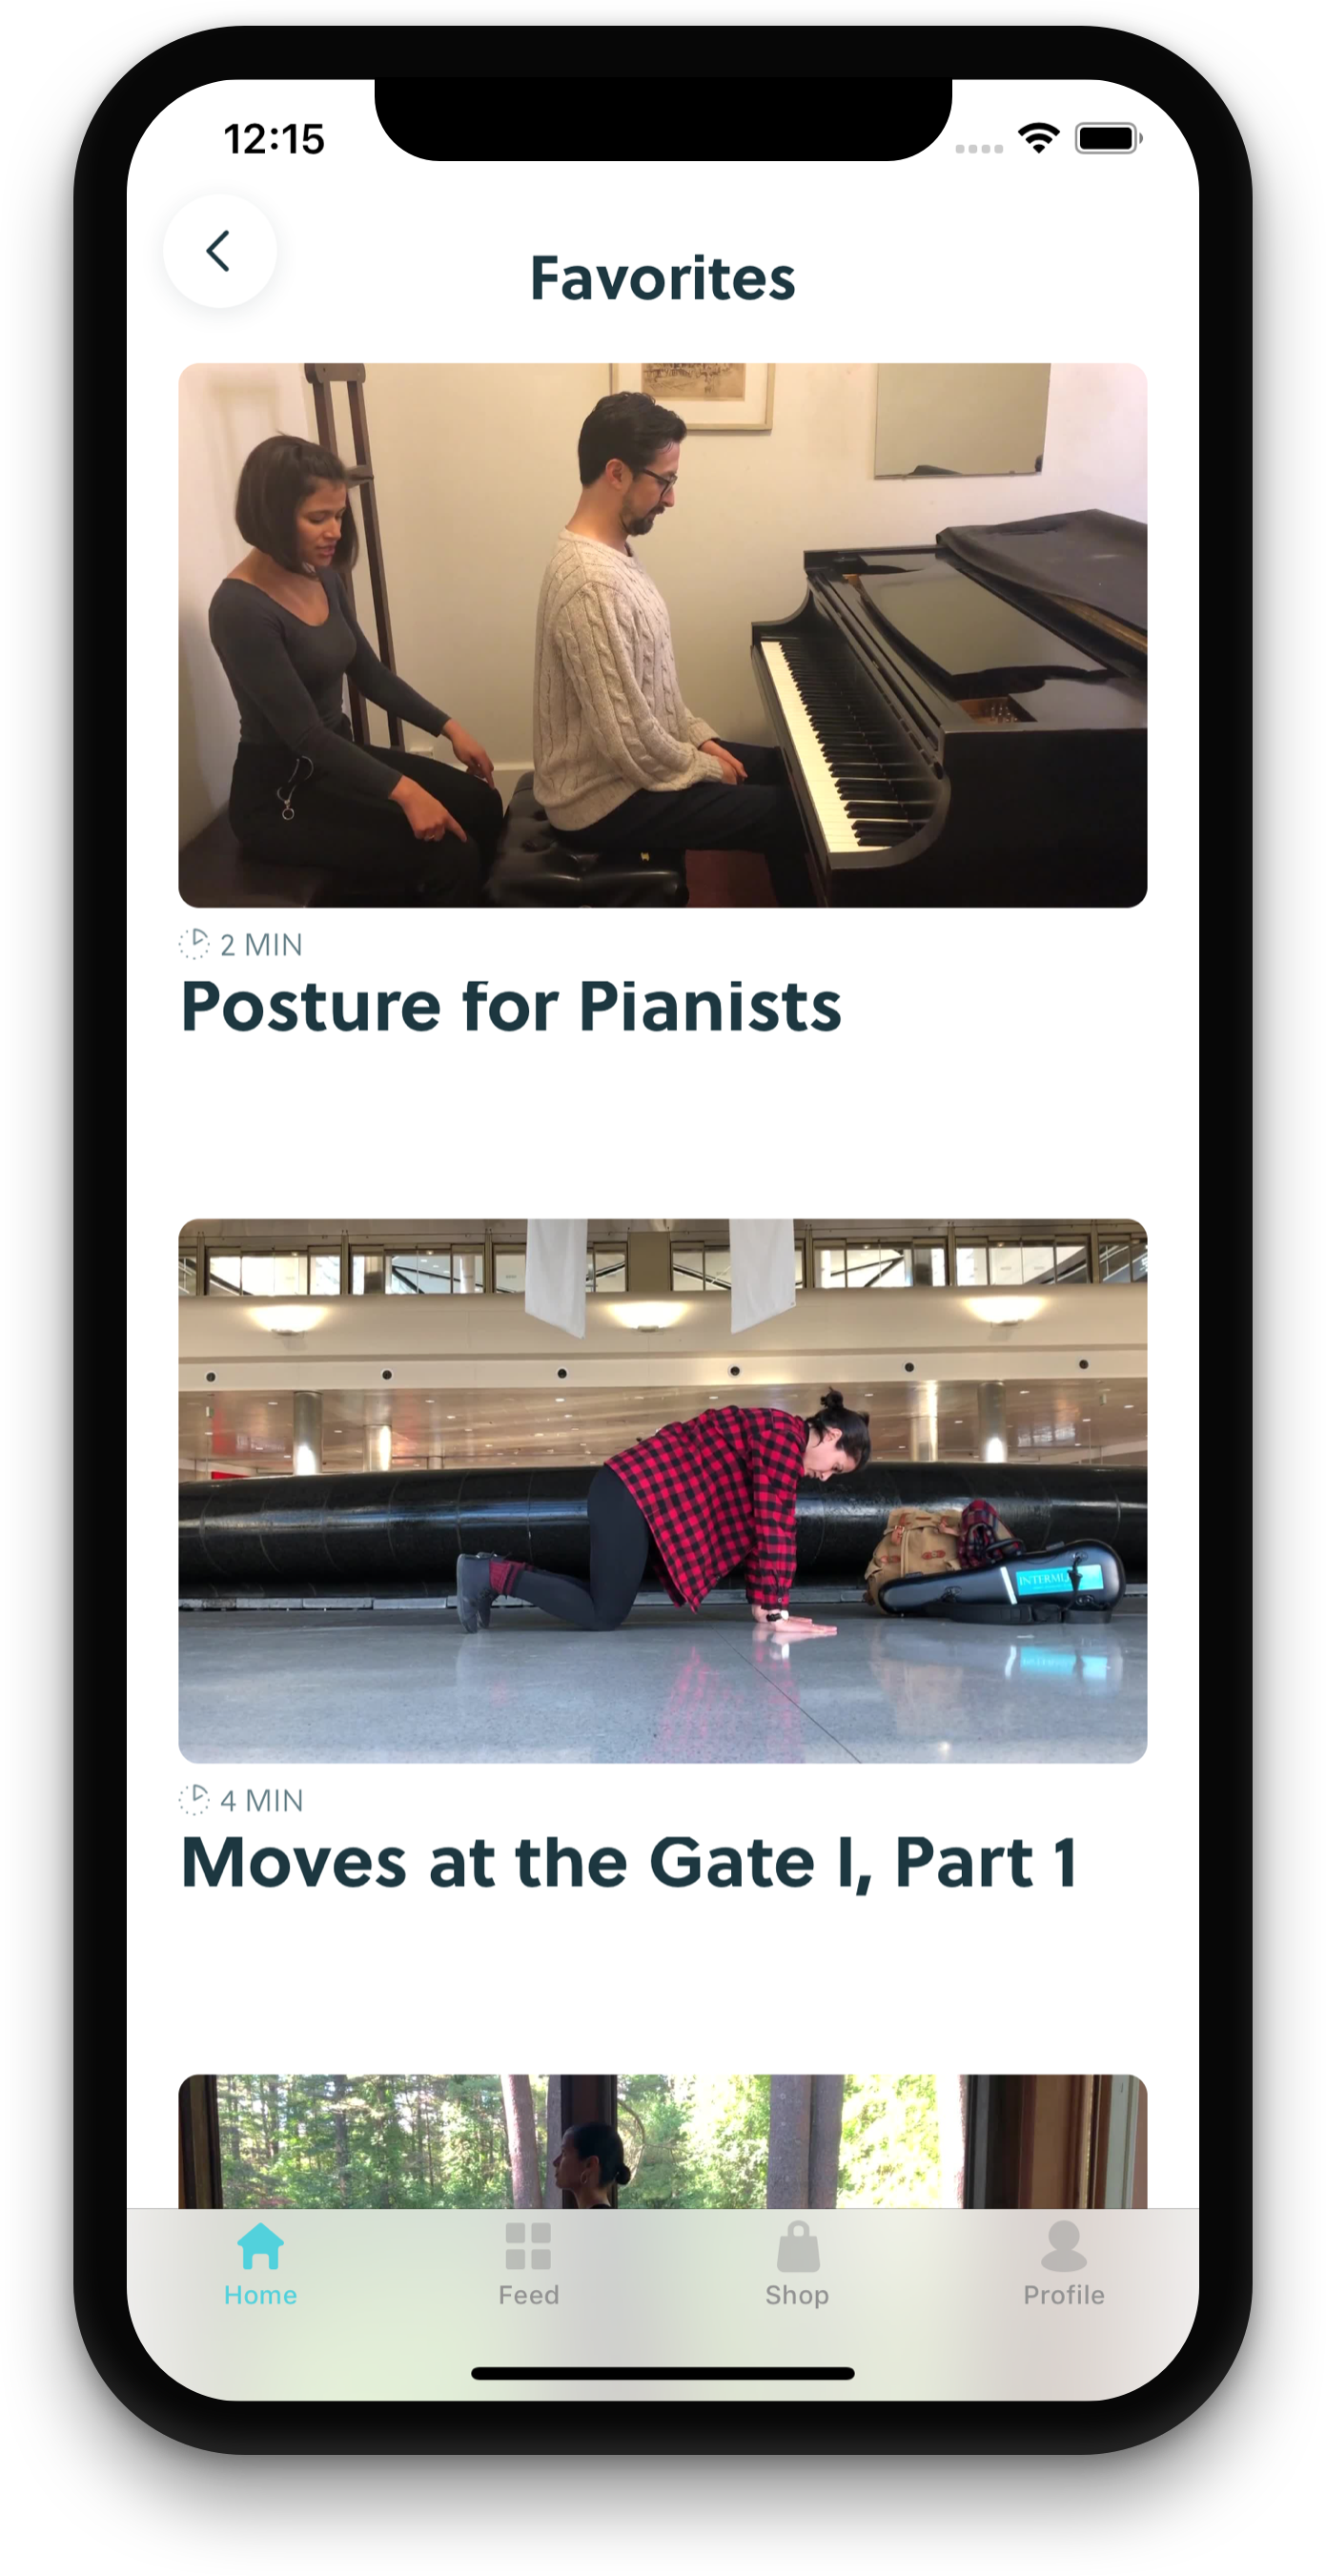 12:15
Favorites
2 MIN
Posture for Pianists
4 MIN
Moves at the Gate I, Part 1
Home
Feed
Shop
Profile